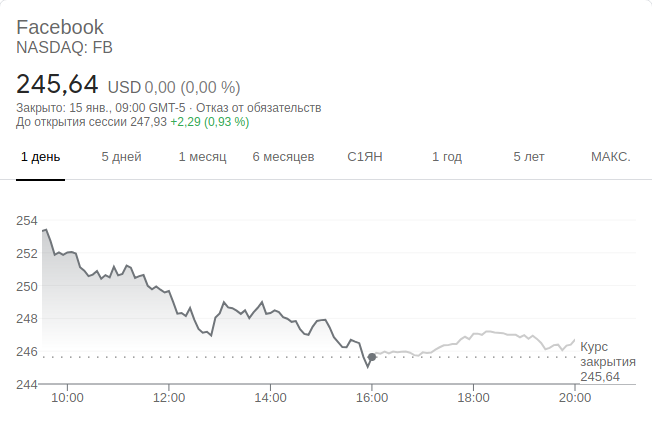 Facebook
NASDAQ: FB
245,64 USD 0,00 (0,00 %)
Закрыто: 15 янв., 09:00 GMT-5 · Отказ от обязательств
До открытия сессии 247,93 +2,29 (0,93 %)
1 день 5 дней 1 месяц 6 месяцев С1ЯН 1 год 5 лет МАКС.
254
252
250
248
246
244
Курс
закрытия
245,64
10:00 12:00 14:00 16:00 18:00 20:00